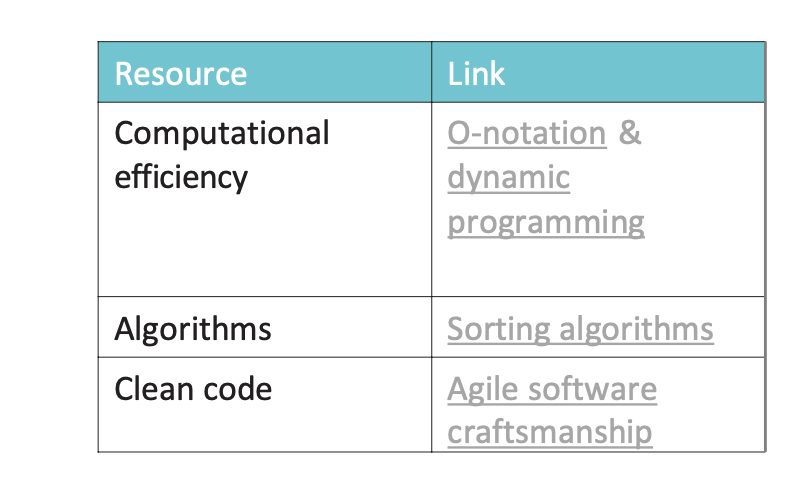 Resource Link
Computational O-notation &
efficiency dynamic
programming
Algorithms Sorting algorithms
Clean code Agile software
craftsmanship